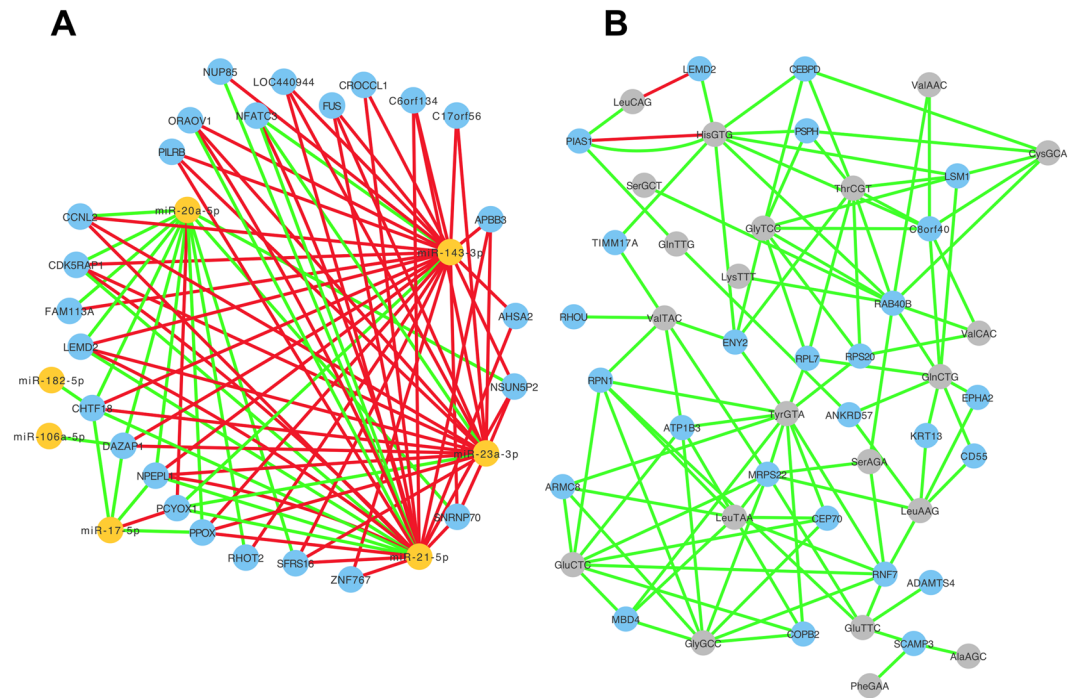 A
NUP85
LOC440944
CROCCL1
FUS
C6orf134
NFATC3
C17orf56
ORAOV1
PILRB
miR-20a-5p
CCNL2
APBB3
miR-143-3p
CDK5RAP1
FAM113A
AHSA2
LEMD2
miR-182-5p
NSUN5P2
CHTF18
miR-106a-5p
DAZAP1
miR-23a-3p
NPEPL1
PCYOX1
SNRNP70
miR-17-5p
PPOX
RHOT2
SFRS16
miR-21-5p
ZNF767
B
LEMD2
CEBPD
ValAAC
LeuCAG
PIAS1
HisGTG
PSPH
CysGCA
SerGCT
ThrCGT
LSM1
TIMM17A
GlnTTG
GlyTCC
C8orf40
LysTTT
RAB40B
RHOU
ValTAC
ENY2
ValCAC
RPL7
RPS20
RPN1
GlnCTG
EPHA2
TyrGTA
ANKRD57
ATP1B3
KRT13
CD55
SerAGA
MRPS22
ARMC8
LeuTAA
CEP70
LeuAAG
GluCTC
RNF7
ADAMTS4
MBD4
GlyGCC
COPB2
GluTTC
SCAMP3
AlaAGC
PheGAA